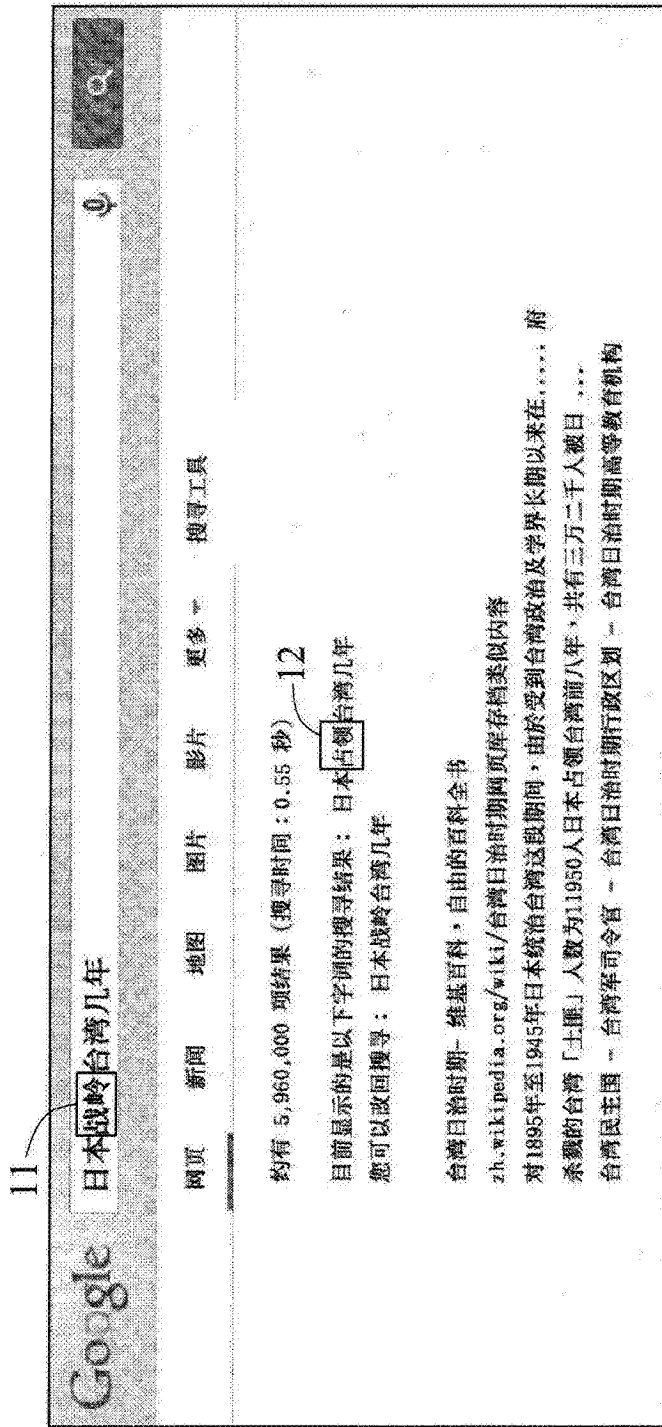 11
Google
日本战岭台湾几年
网页 新闻 地图 图片 影片 更多 搜寻工具
约有 5,960,000 项结果 (搜寻时间:0.55 秒)
12
目前显示的是以下字词的搜寻结果: 日本占领台湾几年
您可以改回搜寻: 日本战岭台湾几年
台湾日治时期- 维基百科,自由的百科全书
zh.wikipedia.org/wiki/台湾日治时期网页库存档类似内容
对1895年至1945年日本统治台湾这段期间,由於受到台湾政治及学界长期以来在..... 府
杀戮的台湾「土匪」人数为11950人日本占领台湾前八年,共有三万二千人被日 ...
台湾民主国 - 台湾军司令官 - 台湾日治时期行政区划 - 台湾日治时期高等教育机构